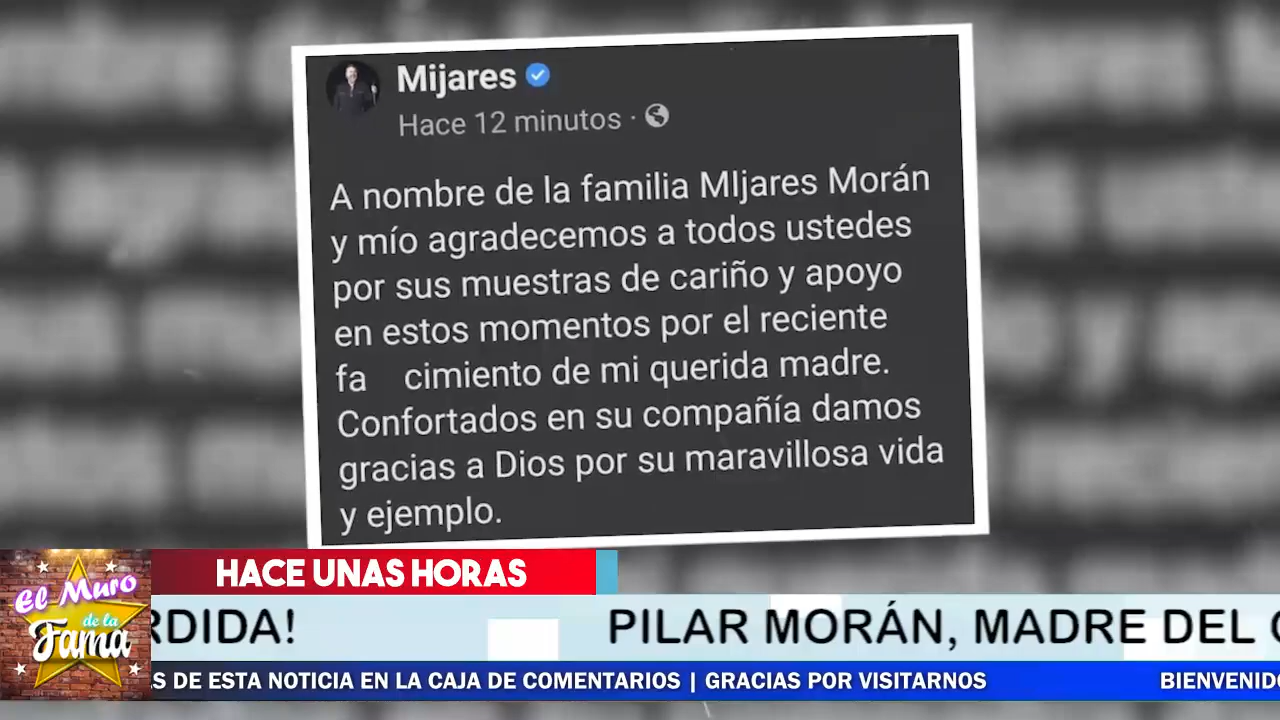 Mijares
Hace 12 minutos ·
A nombre de la familia MIjares Morán
y mío agradecemos a todos ustedes
por sus muestras de cariño y apoyo
en estos momentos por el reciente
fa cimiento de mi querida madre.
Confortados en su compañía damos
gracias a Dios por su maravillosa vida
y ejemplo.
HACE UNAS HORAS
El Muro
de la
Fama
RDIDA! PILAR MORÁN, MADRE DEL
S DE ESTA NOTICIA EN LA CAJA DE COMENTARIOS | GRACIAS POR VISITARNOS BIENVENID